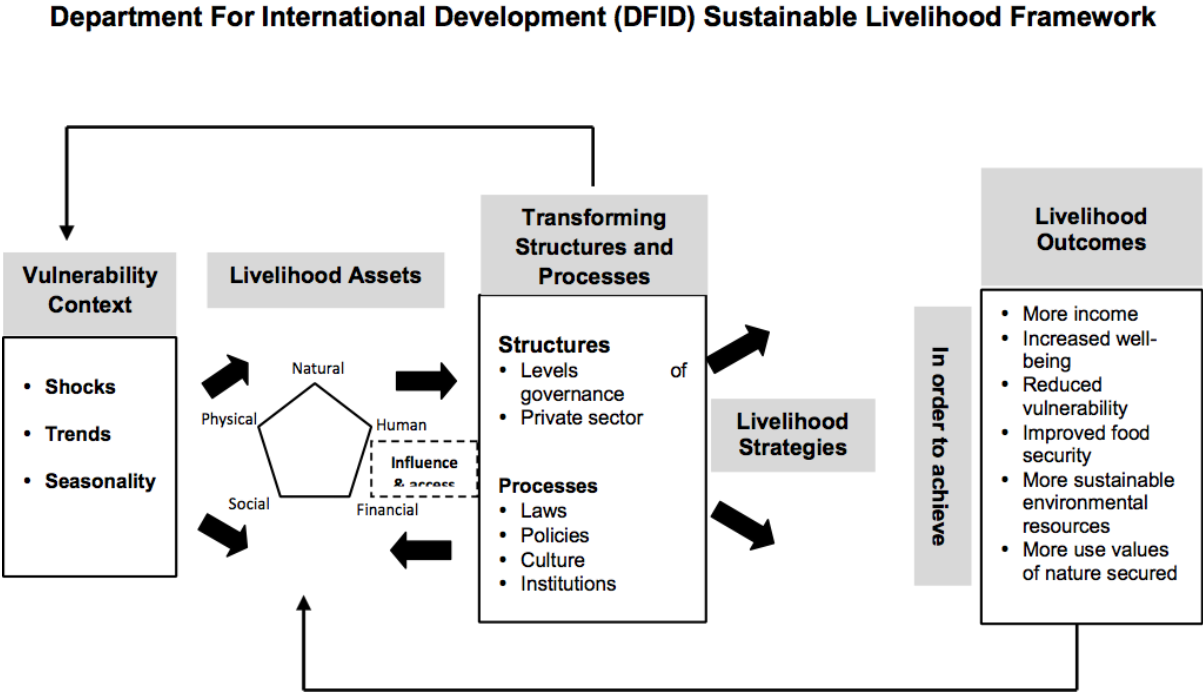 Department For International Development (DFID) Sustainable Livelihood Framework
Vulnerability
Context
• Shocks
• Trends
• Seasonality
Livelihood Assets
Natural
Physical
Human
Social
Financial
Influence
& access
Transforming
Structures and
Processes
Structures
• Levels of
governance
• Private sector
Processes
• Laws
• Policies
• Culture
• Institutions
Livelihood
Strategies
In order to achieve
Livelihood
Outcomes
• More income
• Increased well-
being
• Reduced
vulnerability
• Improved food
security
• More sustainable
environmental
resources
• More use values
of nature secured